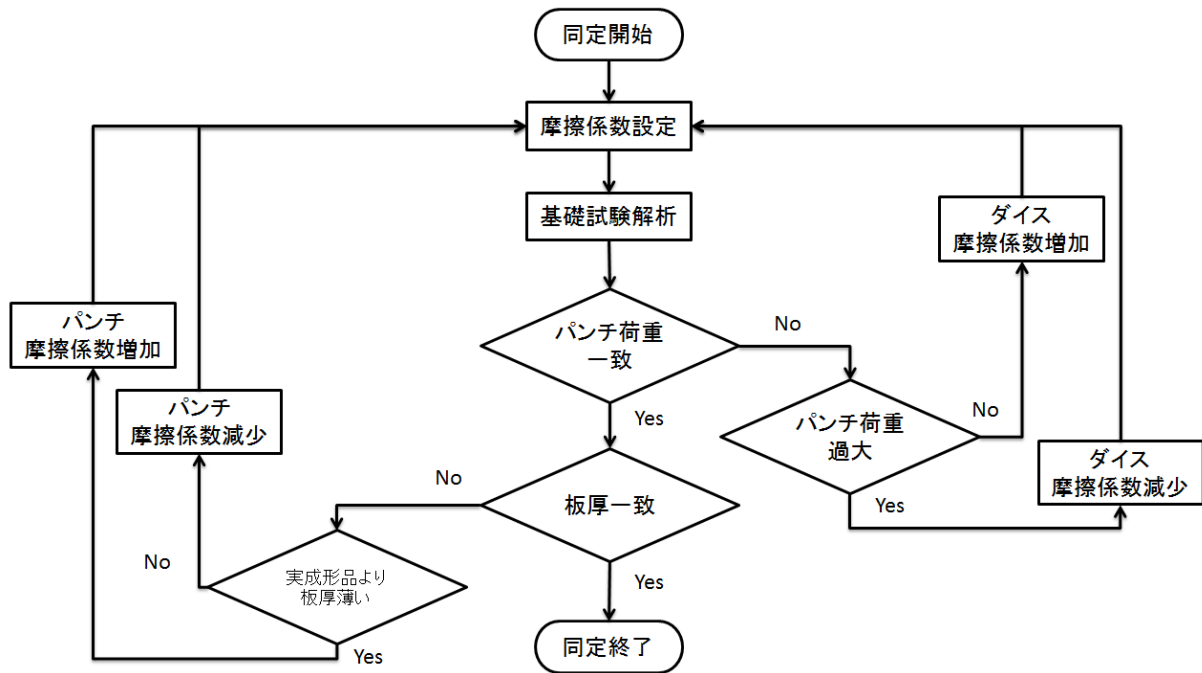 同定開始
摩擦係数設定
基礎試験解析
ダイス
摩擦係数増加
パンチ
摩擦係数増加
パンチ荷重
一致
No
Yes
パンチ
摩擦係数減少
パンチ荷重
過大
No
Yes
ダイス
摩擦係数減少
板厚一致
No
Yes
実成形品より
板厚薄い
No
Yes
同定終了